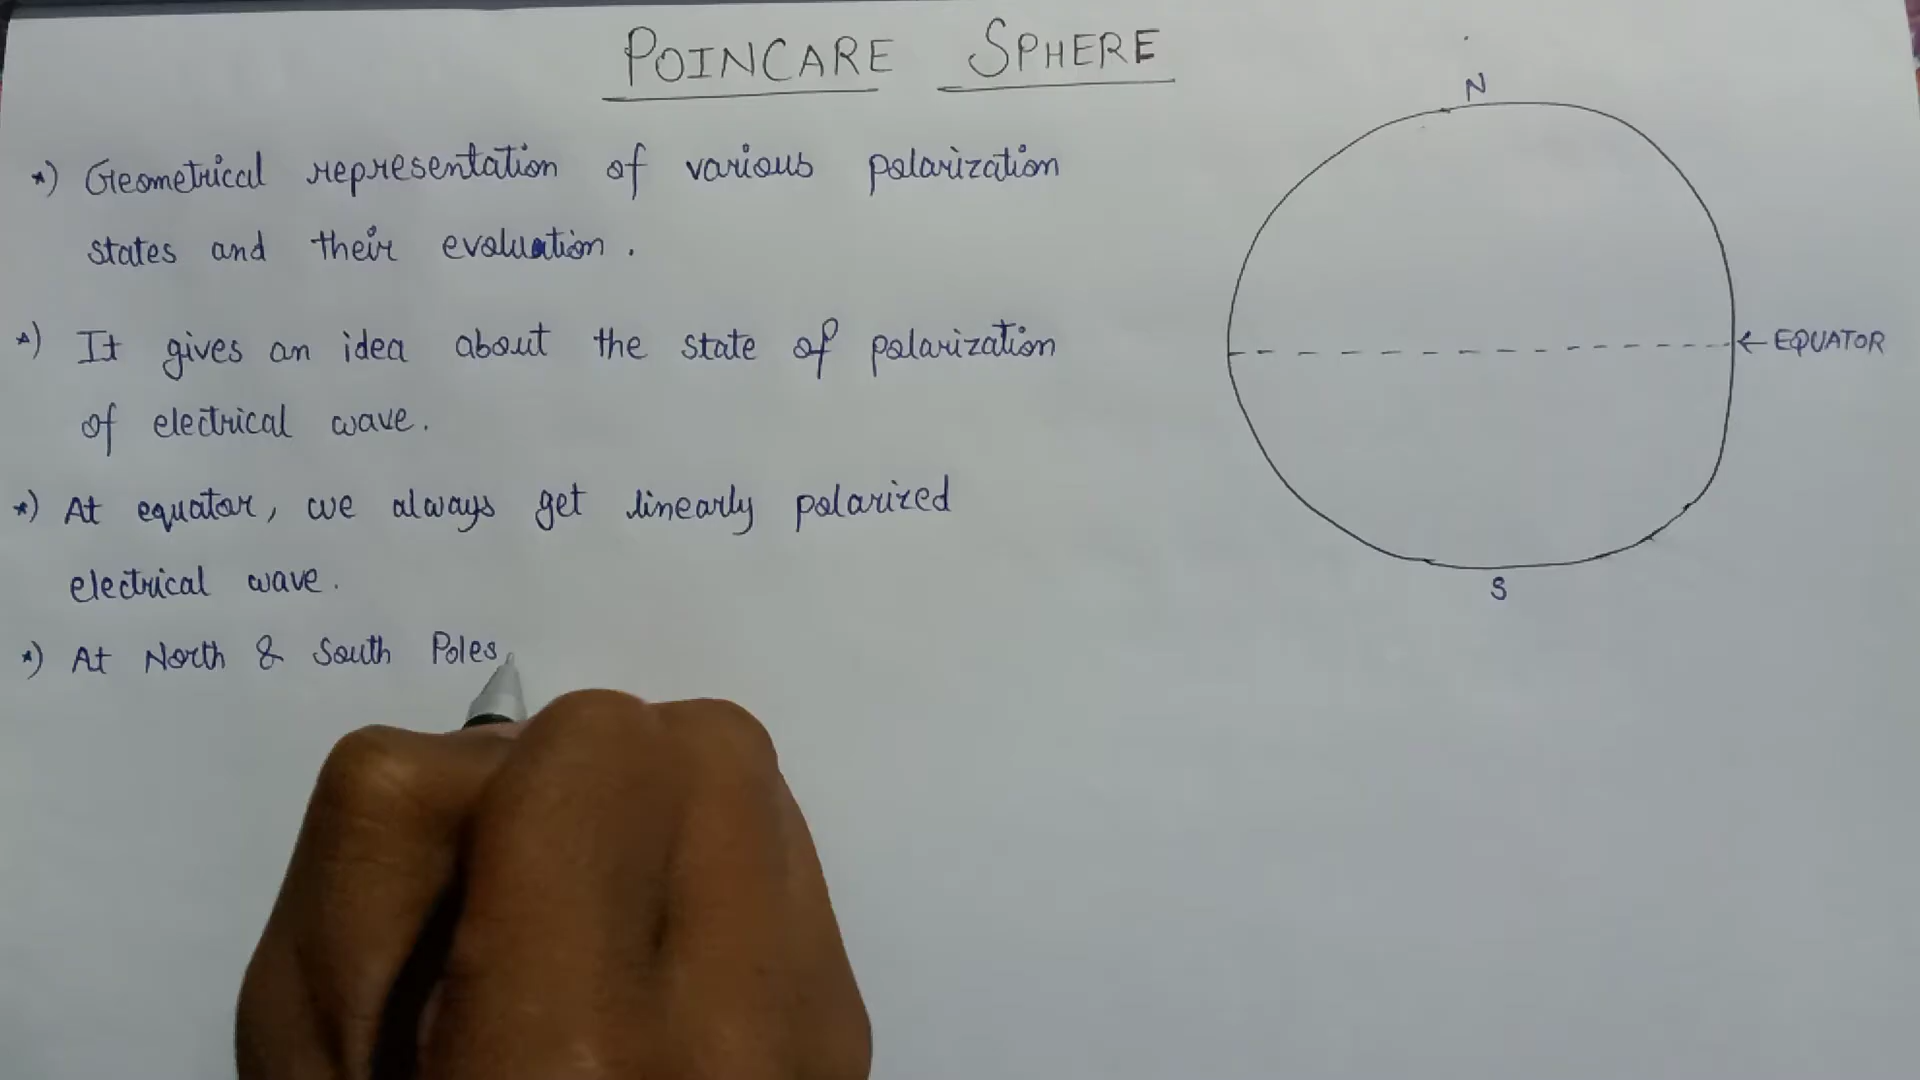 POINCARE SPHERE
*) Geometrical representation of various polarization
states and their evaluation.
*) It gives an idea about the state of polarization
of electrical wave.
*) At equator, we always get linearly polarized
electrical wave.
*) At North & South Poles,
N
← EQUATOR
S